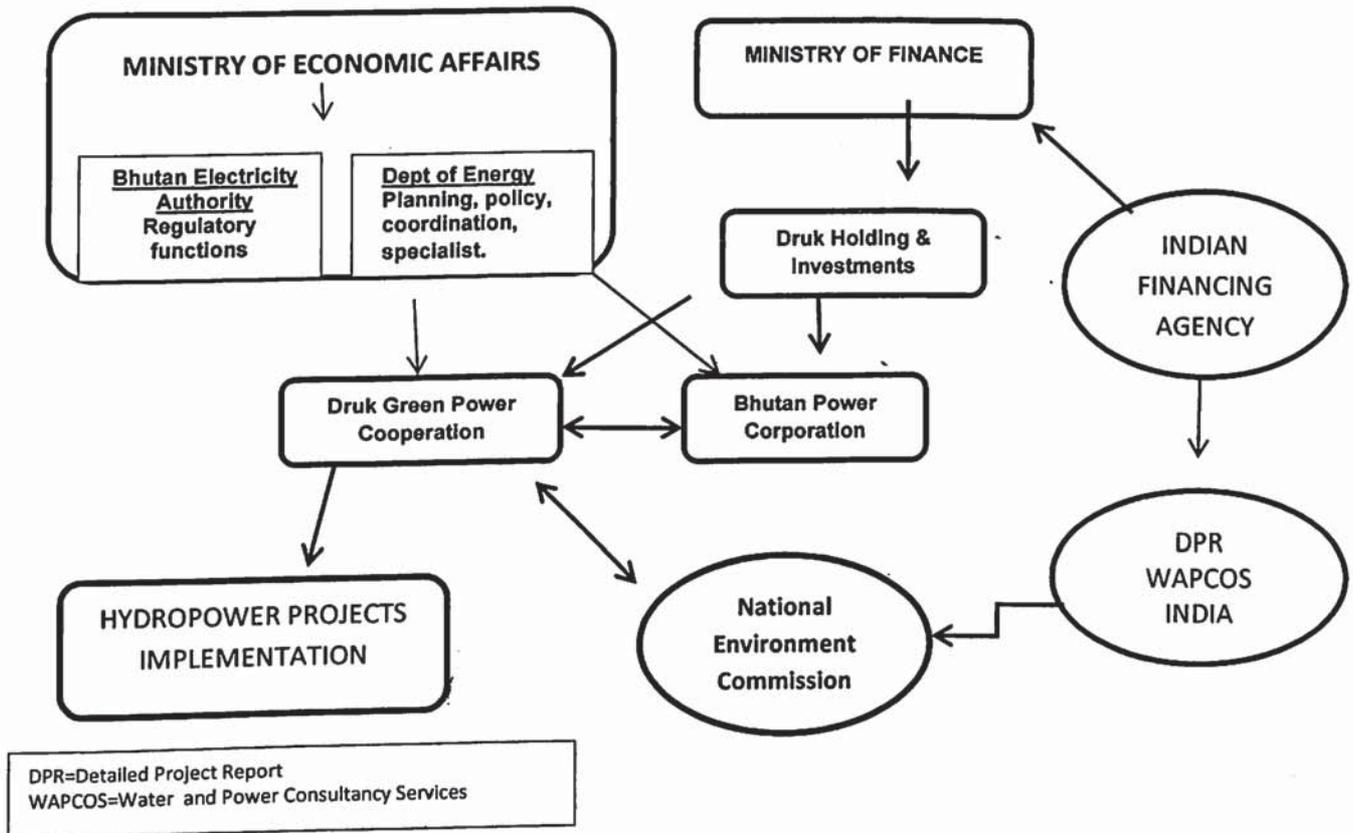 MINISTRY OF ECONOMIC AFFAIRS
Bhutan Electricity
Authority
Regulatory
functions
Dept of Energy
Planning, policy,
coordination,
specialist.
MINISTRY OF FINANCE
Druk Holding &
Investments
INDIAN
FINANCING
AGENCY
Druk Green Power
Cooperation
Bhutan Power
Corporation
HYDROPOWER PROJECTS
IMPLEMENTATION
National
Environment
Commission
DPR
WAPCOS
INDIA
DPR=Detailed Project Report
WAPCOS=Water and Power Consultancy Services